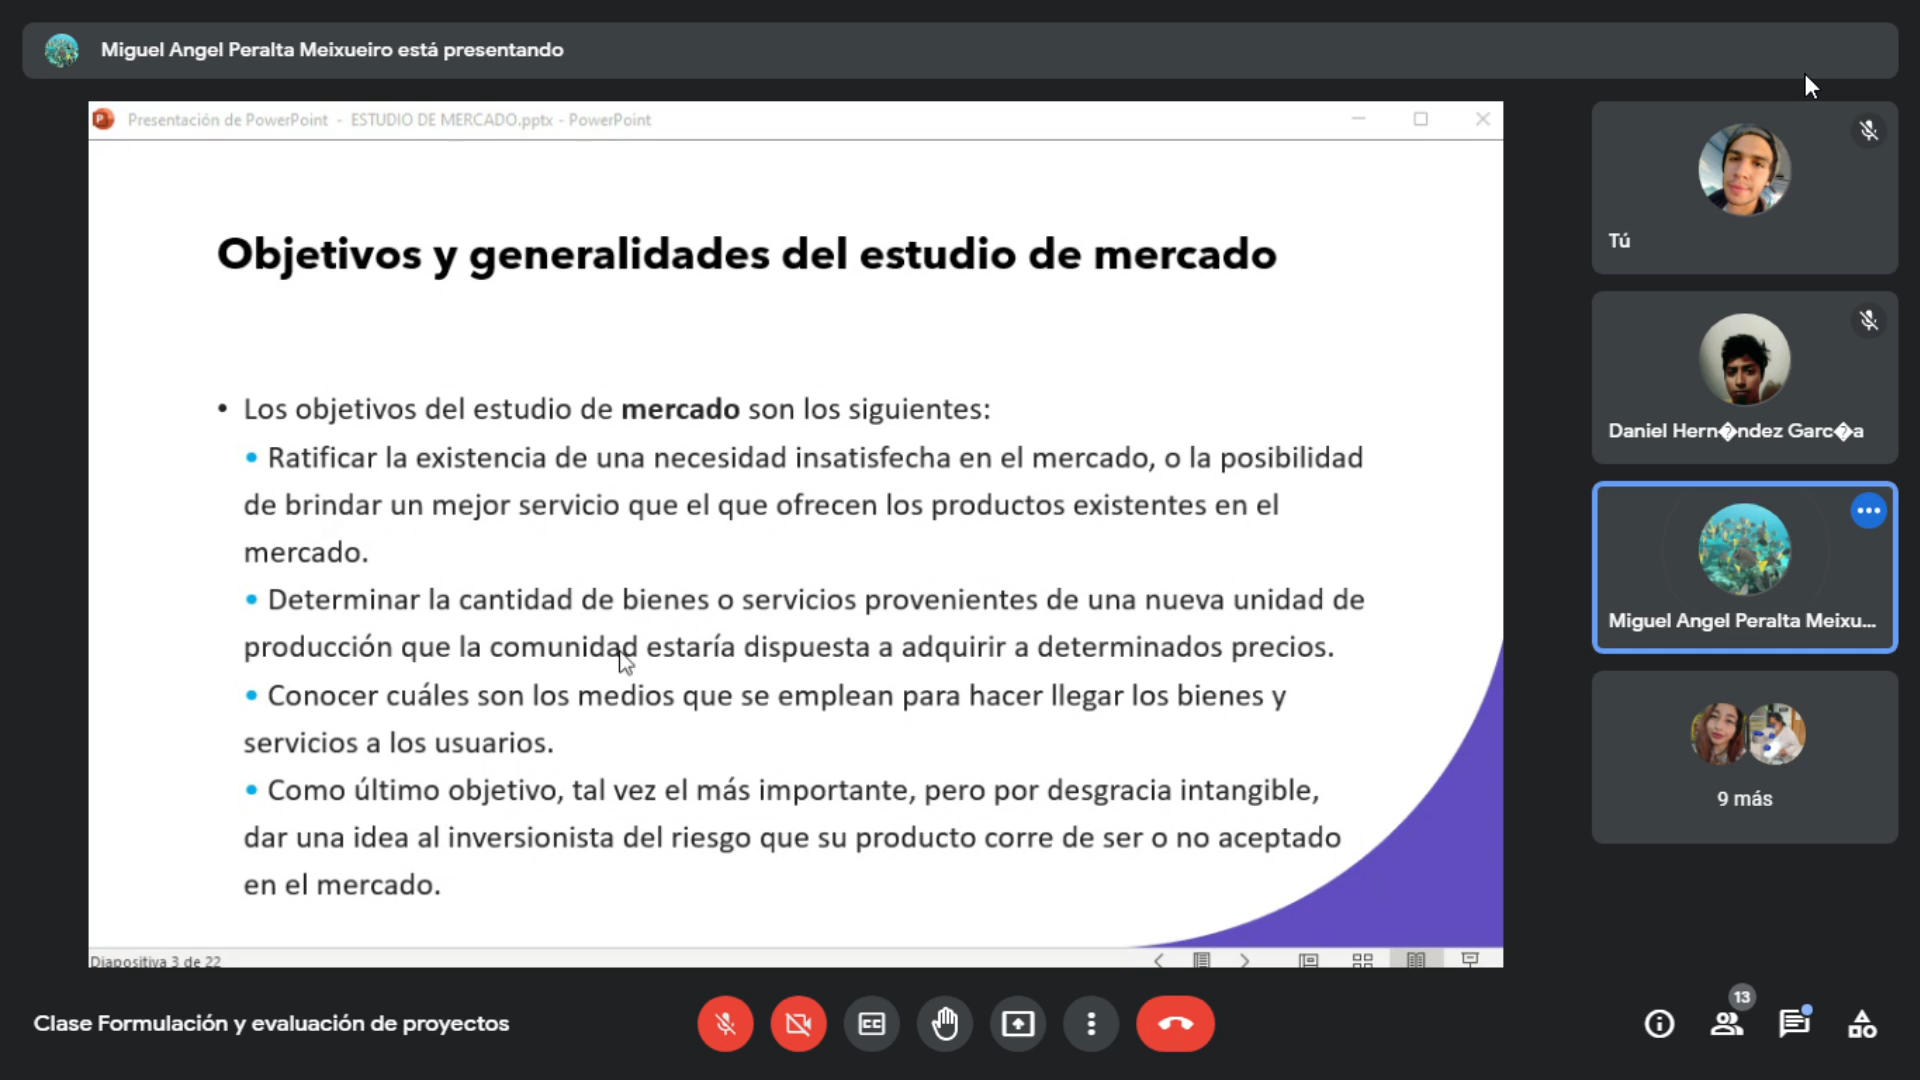 Miguel Angel Peralta Meixueiro está presentando
Presentación de PowerPoint - ESTUDIO DE MERCADO.pptx - PowerPoint
Objetivos y generalidades del estudio de mercado
• Los objetivos del estudio de mercado son los siguientes:
• Ratificar la existencia de una necesidad insatisfecha en el mercado, o la posibilidad
de brindar un mejor servicio que el que ofrecen los productos existentes en el
mercado.
• Determinar la cantidad de bienes o servicios provenientes de una nueva unidad de
producción que la comunidad estaría dispuesta a adquirir a determinados precios.
• Conocer cuáles son los medios que se emplean para hacer llegar los bienes y
servicios a los usuarios.
• Como último objetivo, tal vez el más importante, pero por desgracia intangible,
dar una idea al inversionista del riesgo que su producto corre de ser o no aceptado
en el mercado.
Diapositiva 3 de 22
Tú
Daniel Hern�ndez Garc�a
Miguel Angel Peralta Meixu...
9 más
Clase Formulación y evaluación de proyectos
CC
13